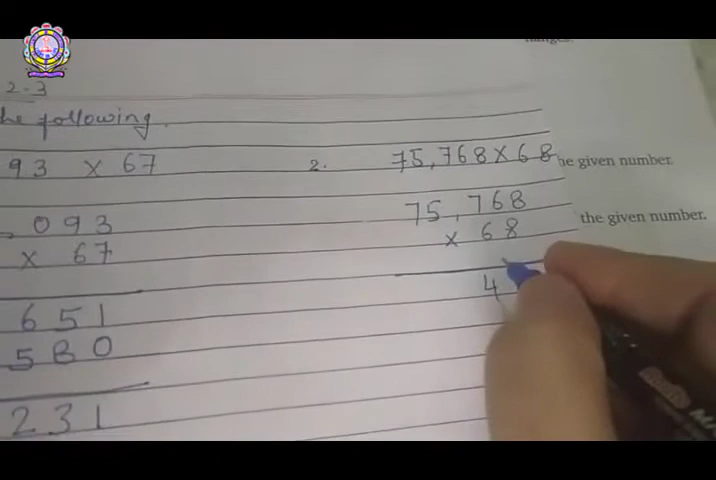 2.3
he following.
93 × 67
2.
75,768 × 68
he given number.
093
× 67
75,768
× 68
the given number.
4
651
580
231